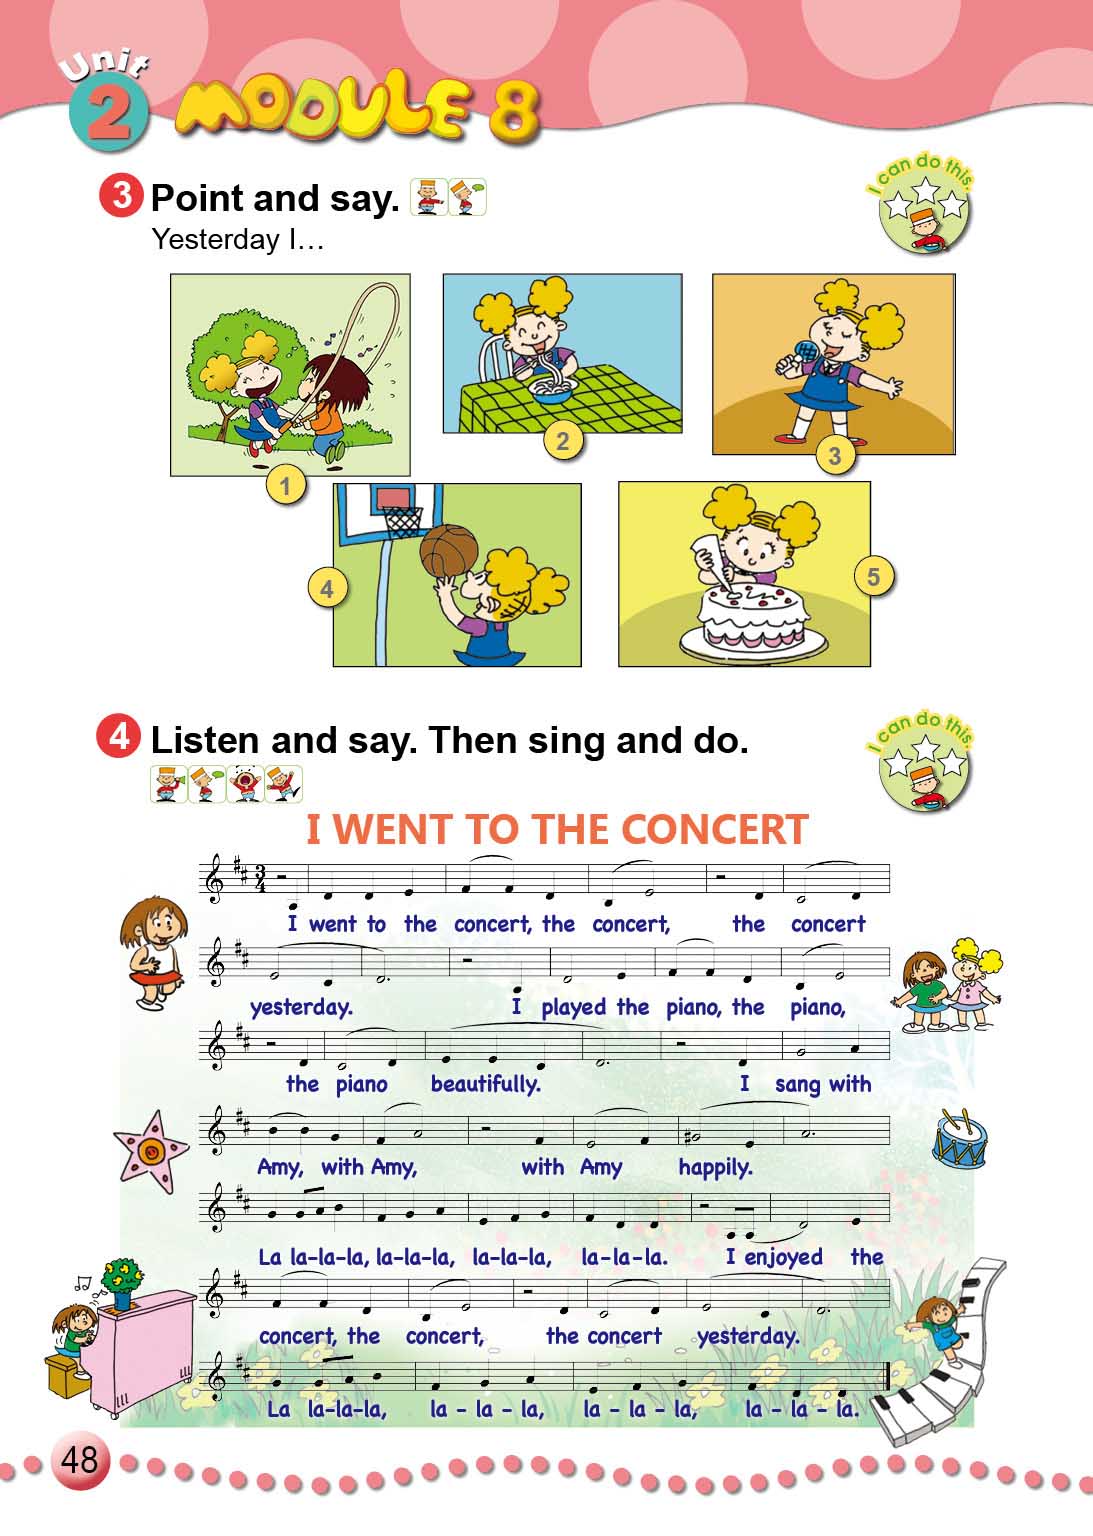 Unit
2 MODULE 8
3 Point and say.
I can do this.
Yesterday I…
1
2
3
4
5
4 Listen and say. Then sing and do.
I can do this.
I WENT TO THE CONCERT
3
4
I went to the concert, the concert, the concert
yesterday. I played the piano, the piano,
the piano beautifully. I sang with
Amy, with Amy, with Amy happily.
La la-la-la, la-la-la, la-la-la, la-la-la. I enjoyed the
concert, the concert, the concert yesterday.
La la-la-la, la - la - la, la - la - la, la - la - la.
48